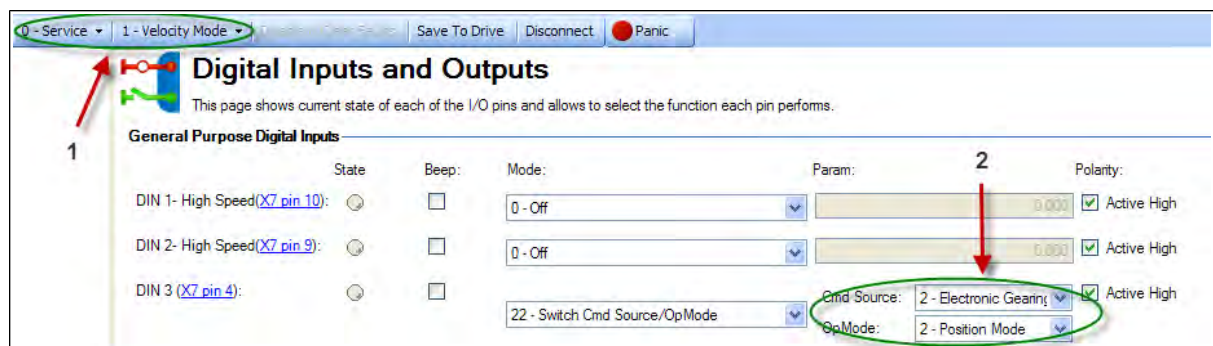 0 - Service 1 - Velocity Mode Save To Drive Disconnect Panic
Digital Inputs and Outputs
This page shows current state of each of the I/O pins and allows to select the function each pin performs.
General Purpose Digital Inputs
1
2
State Beep: Mode: Param: Polarity:
DIN 1- High Speed(X7 pin 10): 0 - Off 0.000 Active High
DIN 2- High Speed(X7 pin 9): 0 - Off 0.000 Active High
DIN 3 (X7 pin 4): 22 - Switch Cmd Source/OpMode Cmd Source: 2 - Electronic Gearing Active High
OpMode: 2 - Position Mode